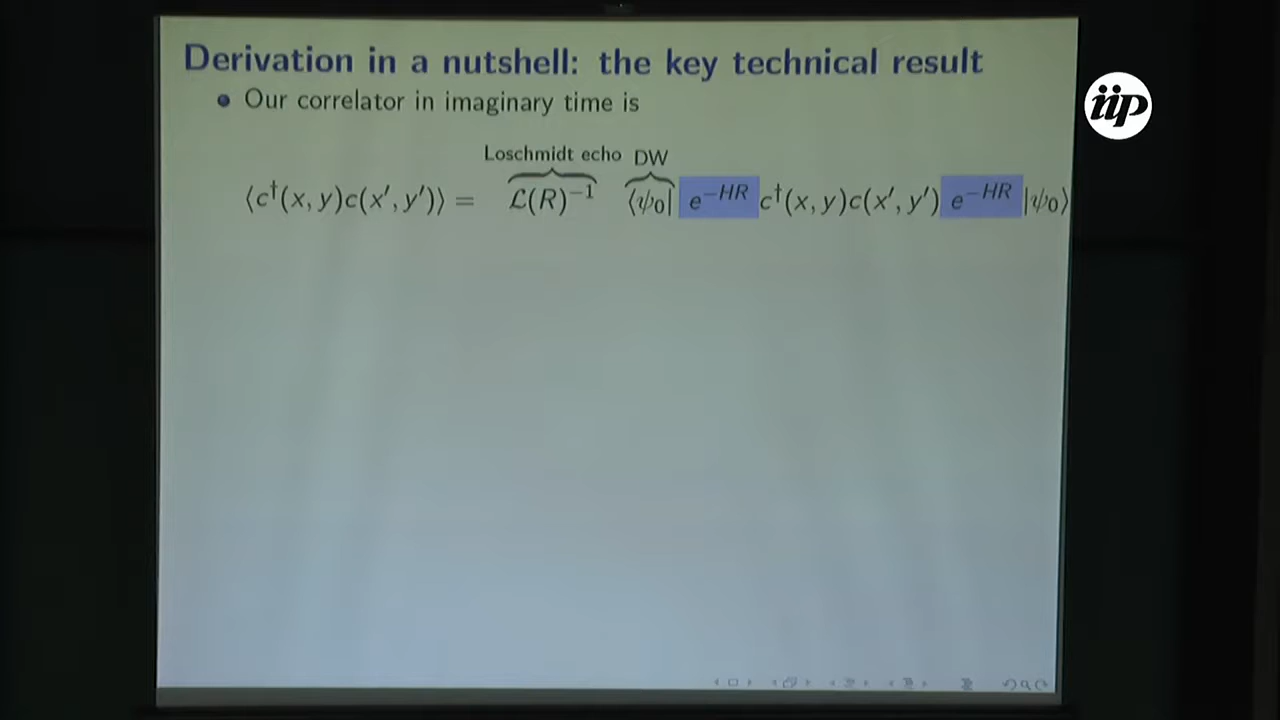 Derivation in a nutshell: the key technical result
Our correlator in imaginary time is
Loschmidt echo DW
⟨c†(x, y)c(x′, y′)⟩ = ℒ(R)⁻¹ ⟨ψ₀| e⁻ᴴᴿ c†(x, y)c(x′, y′) e⁻ᴴᴿ |ψ₀⟩
iip